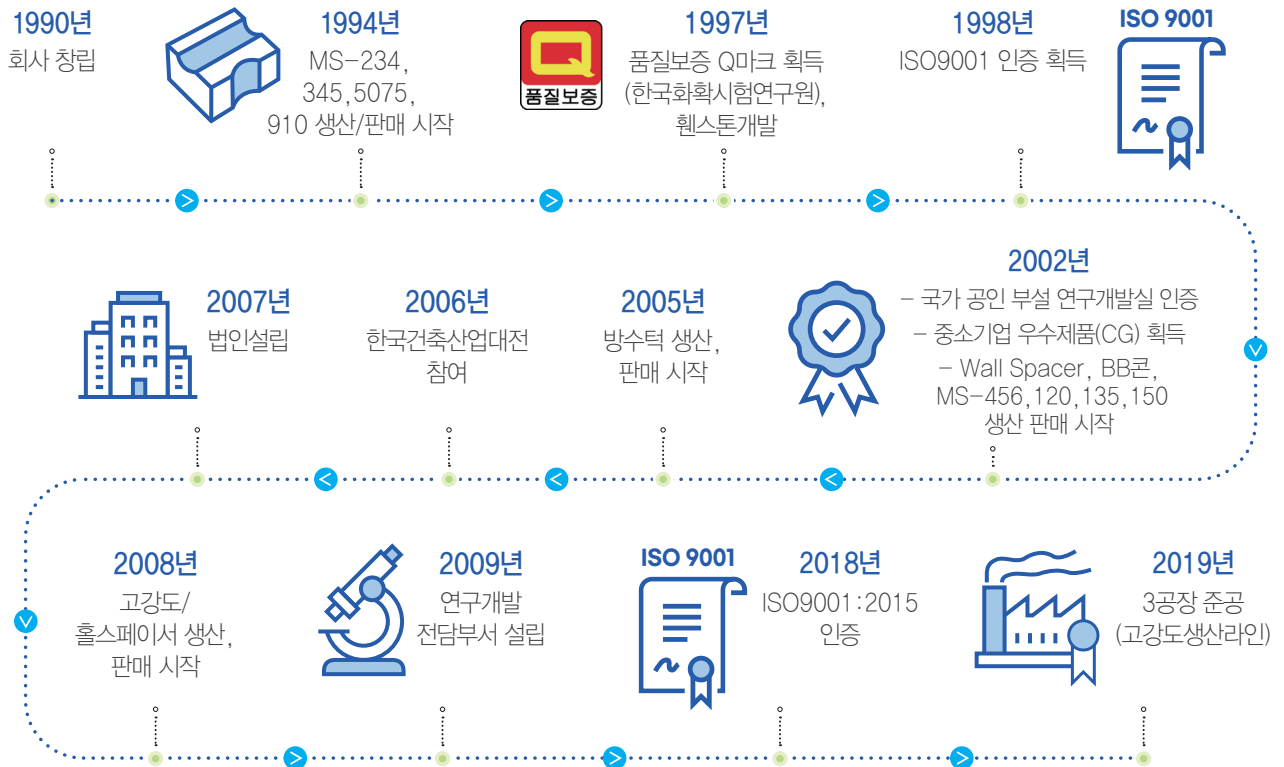 1990년
회사 창립
1994년
MS-234,
345,5075,
910 생산/판매 시작
품질보증
1997년
품질보증 Q마크 획득
(한국화확시험연구원),
휀스톤개발
1998년
ISO9001 인증 획득
ISO 9001
2002년
- 국가 공인 부설 연구개발실 인증
- 중소기업 우수제품(CG) 획득
- Wall Spacer, BB콘,
MS-456,120,135,150
생산 판매 시작
2005년
방수턱 생산,
판매 시작
2006년
한국건축산업대전
참여
2007년
법인설립
2008년
고강도/
홀스페이서 생산,
판매 시작
2009년
연구개발
전담부서 설립
ISO 9001
2018년
ISO9001:2015
인증
2019년
3공장 준공
(고강도생산라인)